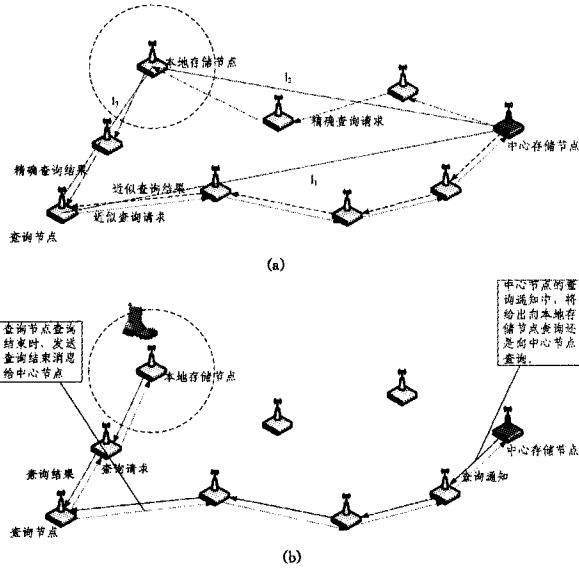 本地存储节点
l₂
l₃
精确查询请求
中心存储节点
精确查询结果
近似查询结果
l₁
近似查询请求
查询节点
(a)
中心节点的查
询通知中，将
给出向本地存
储节点查询还
是向中心节点
查询。
查询节点查询
结束时，发送
查询结束消息
给中心节点
本地存储节点
中心存储节点
查询结果
查询请求
查询通知
查询节点
(b)